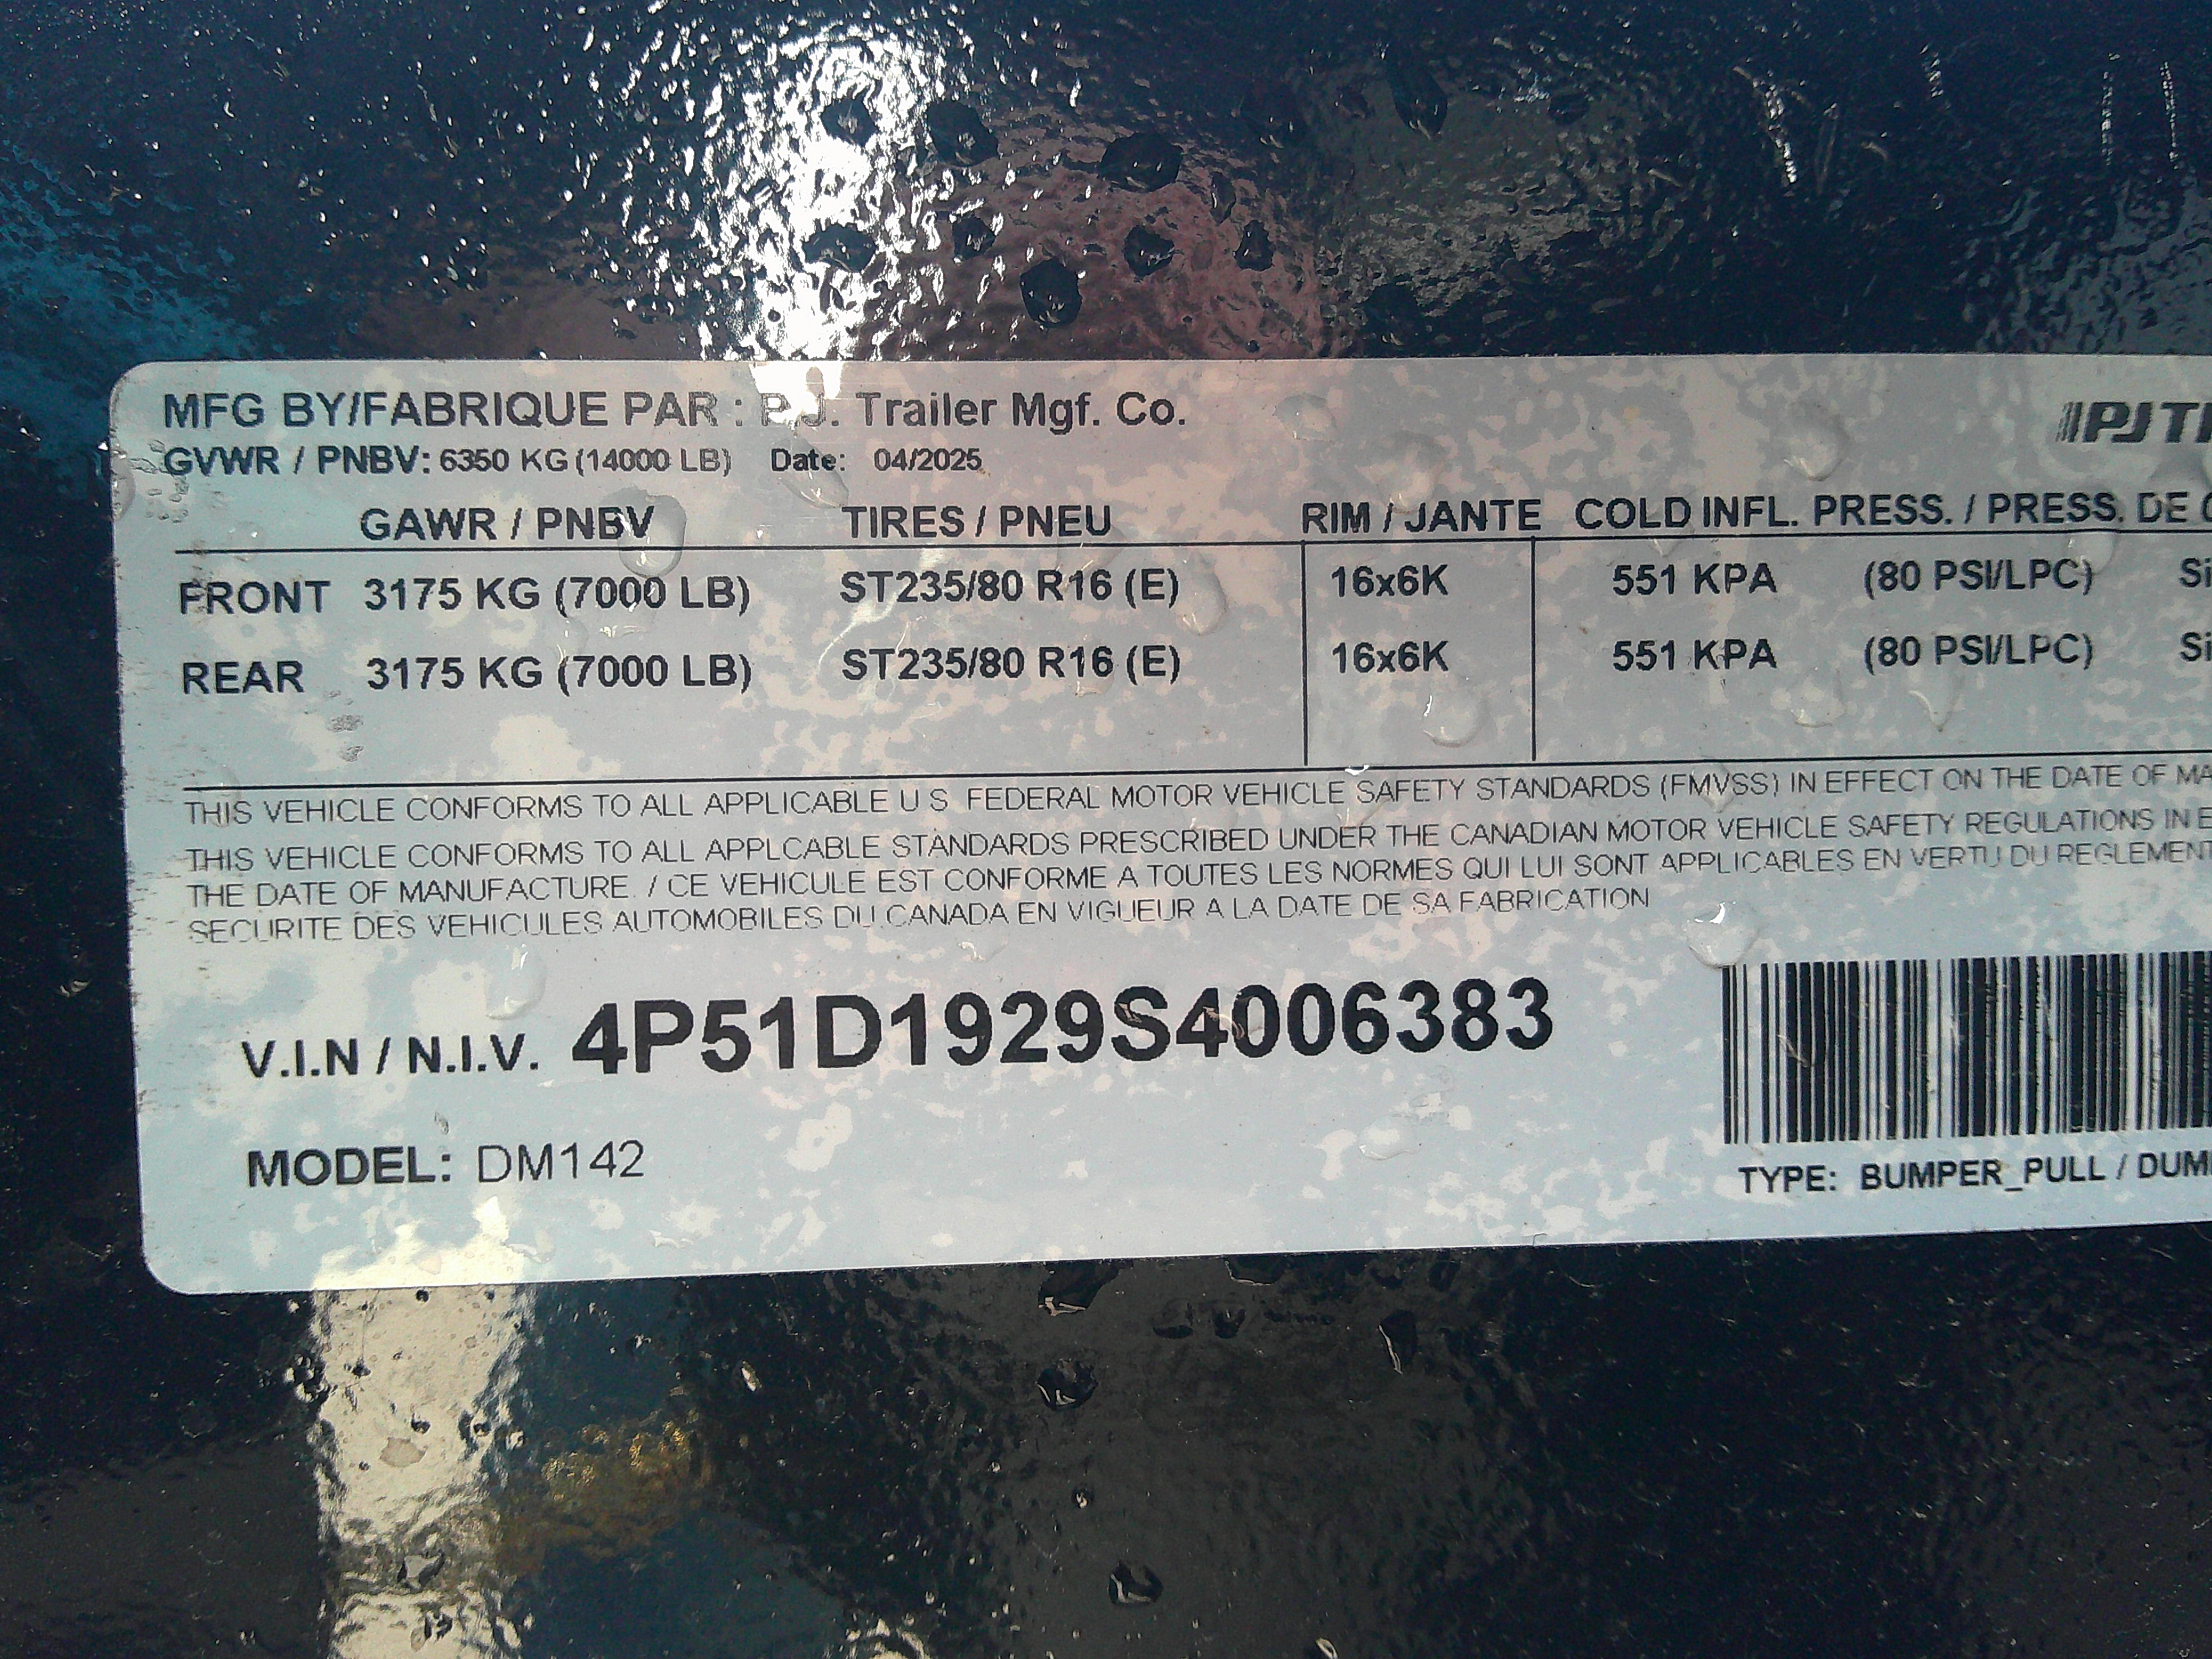 MFG BY/FABRIQUE PAR : P.J. Trailer Mgf. Co.
PJ
GVWR / PNBV: 6350 KG (14000 LB) Date: 04/2025
GAWR / PNBV TIRES / PNEU RIM / JANTE COLD INFL. PRESS. / PRESS. DE
FRONT 3175 KG (7000 LB) ST235/80 R16 (E) 16x6K 551 KPA (80 PSI/LPC)
REAR 3175 KG (7000 LB) ST235/80 R16 (E) 16x6K 551 KPA (80 PSI/LPC)
THIS VEHICLE CONFORMS TO ALL APPLICABLE U S FEDERAL MOTOR VEHICLE SAFETY STANDARDS (FMVSS) IN EFFECT ON THE DATE OF
THIS VEHICLE CONFORMS TO ALL APPLCABLE STANDARDS PRESCRIBED UNDER THE CANADIAN MOTOR VEHICLE SAFETY REGULATIONS IN
THE DATE OF MANUFACTURE. / CE VEHICULE EST CONFORME A TOUTES LES NORMES QUI LUI SONT APPLICABLES EN VERTU DU REGLEMENT
SECURITE DES VEHICULES AUTOMOBILES DU CANADA EN VIGUEUR A LA DATE DE SA FABRICATION
V.I.N / N.I.V. 4P51D1929S4006383
MODEL: DM142
TYPE: BUMPER_PULL /